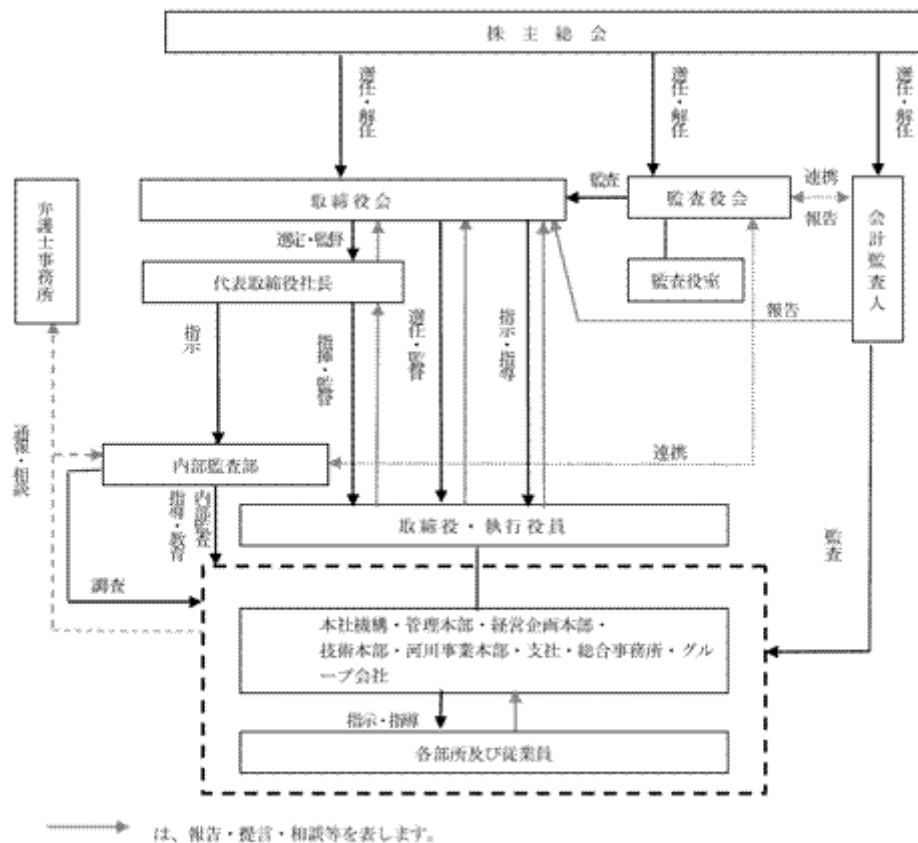 株主総会
選任・解任
選任・解任
選任・解任
弁護士事務所
取締役会
監査
監査役会
連携
報告
会計監査人
選定・監督
代表取締役社長
監査役室
報告
指示
指揮・監督
選任・監督
指示・指導
通報・相談
内部監査部
連携
内部監査
指導・教育
取締役・執行役員
監査
調査
本社機構・管理本部・経営企画本部・
技術本部・河川事業本部・支社・総合事務所・グル
ープ会社
指示・指導
各部所及び従業員
は、報告・提言・相談等を表します。